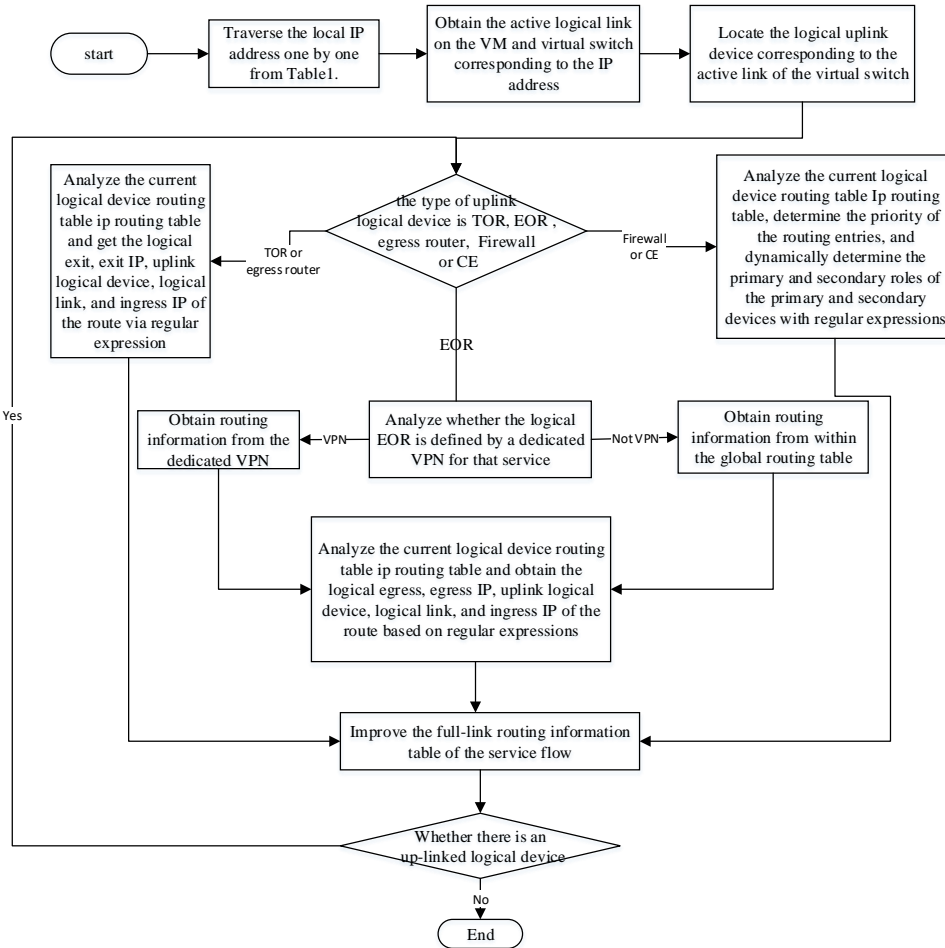 start
Traverse the local IP
address one by one
from Table1.
Obtain the active logical link
on the VM and virtual switch
corresponding to the IP
address
Locate the logical uplink
device corresponding to the
active link of the virtual switch
the type of uplink
logical device is TOR, EOR ,
egress router, Firewall
or CE
TOR or
egress router
Firewall
or CE
EOR
Analyze the current
logical device routing
table ip routing table
and get the logical
exit, exit IP, uplink
logical device, logical
link, and ingress IP of
the route via regular
expression
Analyze the current logical
device routing table Ip routing
table, determine the priority of
the routing entries, and
dynamically determine the
primary and secondary roles of
the primary and secondary
devices with regular expressions
Yes
Obtain routing
information from the
dedicated VPN
VPN
Analyze whether the logical
EOR is defined by a dedicated
VPN for that service
Not VPN
Obtain routing
information from within
the global routing table
Analyze the current logical device routing
table ip routing table and obtain the
logical egress, egress IP, uplink logical
device, logical link, and ingress IP of the
route based on regular expressions
Improve the full-link routing information
table of the service flow
Whether there is an
up-linked logical device
No
End